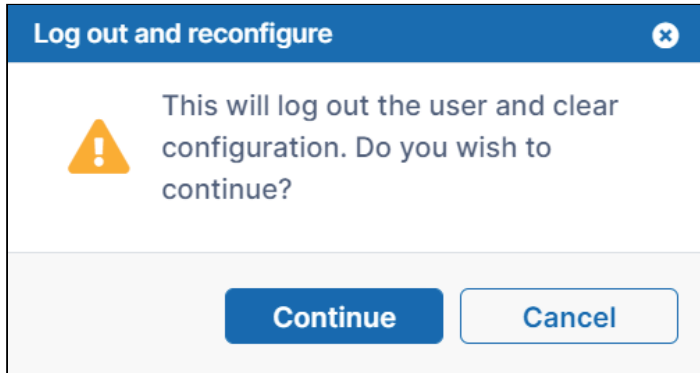 Log out and reconfigure
This will log out the user and clear
configuration. Do you wish to
continue?
Continue
Cancel